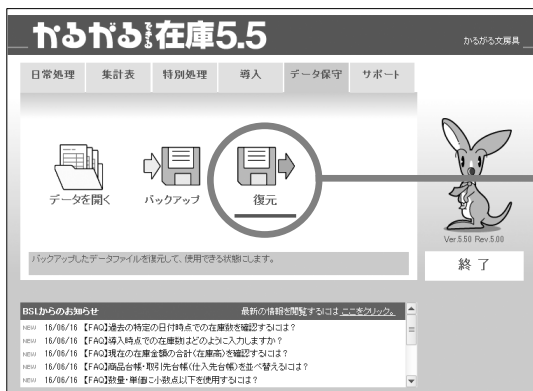 かるがるできる在庫5.5
かるがる文房具
日常処理 集計表 特別処理 導入 データ保守 サポート
データを開く バックアップ 復元
Ver.5.50 Rev.5.00
バックアップしたデータファイルを復元して、使用できる状態にします。
終了
BSLからのお知らせ 最新の情報を閲覧するにはここをクリック。
NEW 16/06/16 【FAQ】過去の特定の日付時点での在庫数を確認するには?
NEW 16/06/16 【FAQ】導入時点での在庫数はどのように入力しますか?
NEW 16/06/16 【FAQ】現在の在庫金額の合計(在庫高)を確認するには?
NEW 16/06/16 【FAQ】商品台帳・取引先台帳(仕入先台帳)を並べ替えるには?
NEW 16/06/16 【FAQ】数量・単価に小数点以下を使用するには?